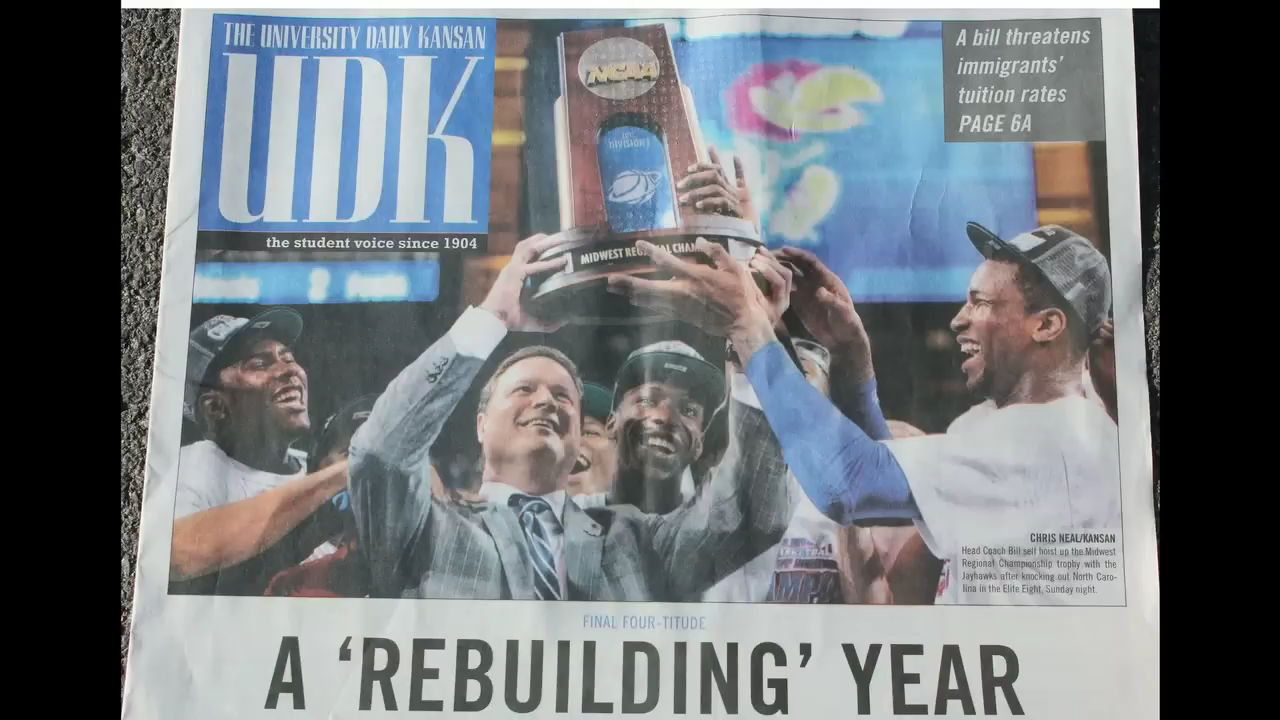 THE UNIVERSITY DAILY KANSAN
UDK
the student voice since 1904
A bill threatens
immigrants'
tuition rates
PAGE 6A
NCAA
DIVISION I
MIDWEST REGIONAL CHAM
CHRIS NEAL/KANSAN
Head Coach Bill self hoist up the Midwest
Regional Championship trophy with the
Jayhawks after knocking out North Caro-
lina in the Elite Eight, Sunday night.
FINAL FOUR-TITUDE
A 'REBUILDING' YEAR